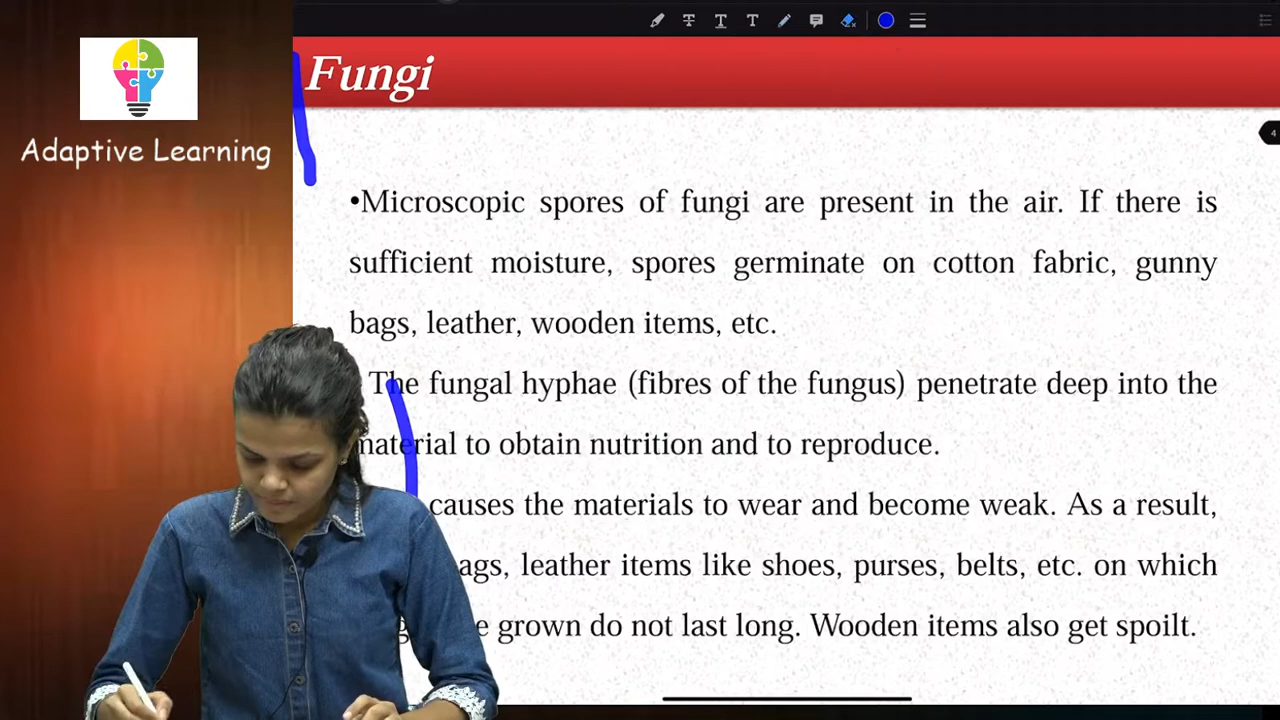 Fungi
Adaptive Learning
4
•Microscopic spores of fungi are present in the air. If there is
sufficient moisture, spores germinate on cotton fabric, gunny
bags, leather, wooden items, etc.
The fungal hyphae (fibres of the fungus) penetrate deep into the
material to obtain nutrition and to reproduce.
causes the materials to wear and become weak. As a result,
ags, leather items like shoes, purses, belts, etc. on which
grown do not last long. Wooden items also get spoilt.